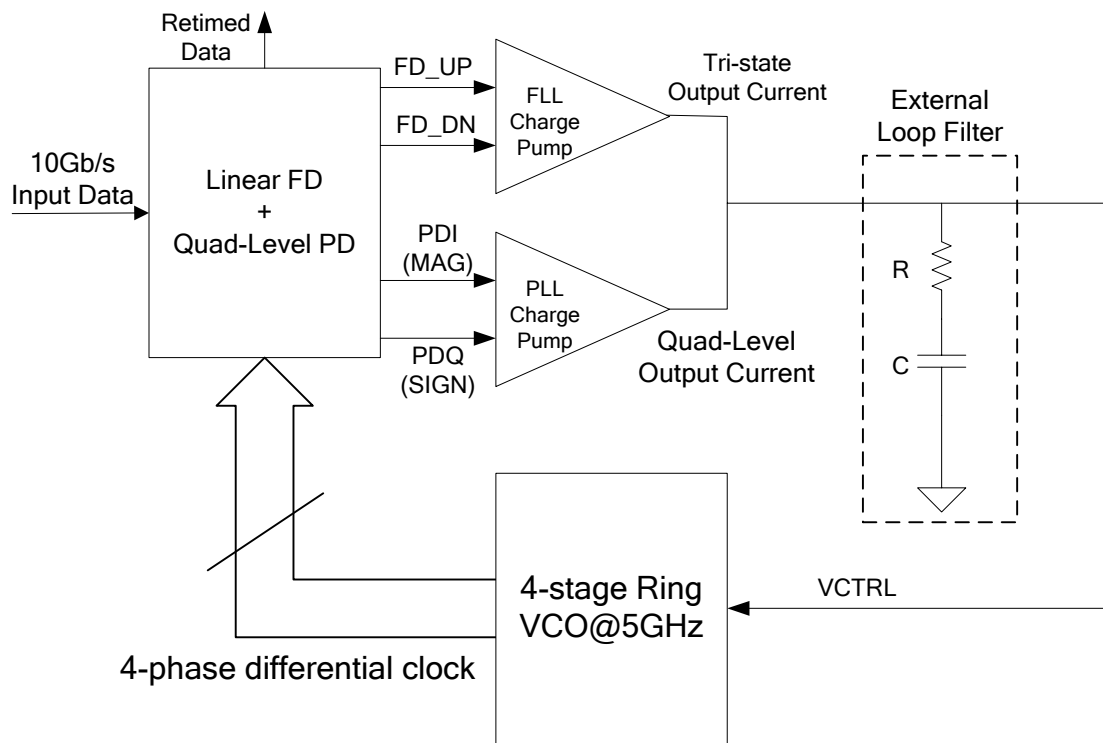 Retimed
Data
10Gb/s
Input Data
Linear FD
+
Quad-Level PD
FD_UP
FD_DN
PDI
(MAG)
PDQ
(SIGN)
FLL
Charge
Pump
PLL
Charge
Pump
Tri-state
Output Current
Quad-Level
Output Current
External
Loop Filter
R
C
4-stage Ring
VCO@5GHz
VCTRL
4-phase differential clock